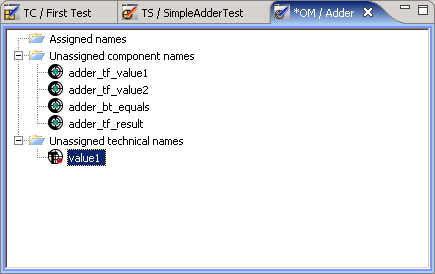 TC / First Test TS / SimpleAdderTest *OM / Adder
Assigned names
Unassigned component names
adder_tf_value1
adder_tf_value2
adder_bt_equals
adder_tf_result
Unassigned technical names
value1